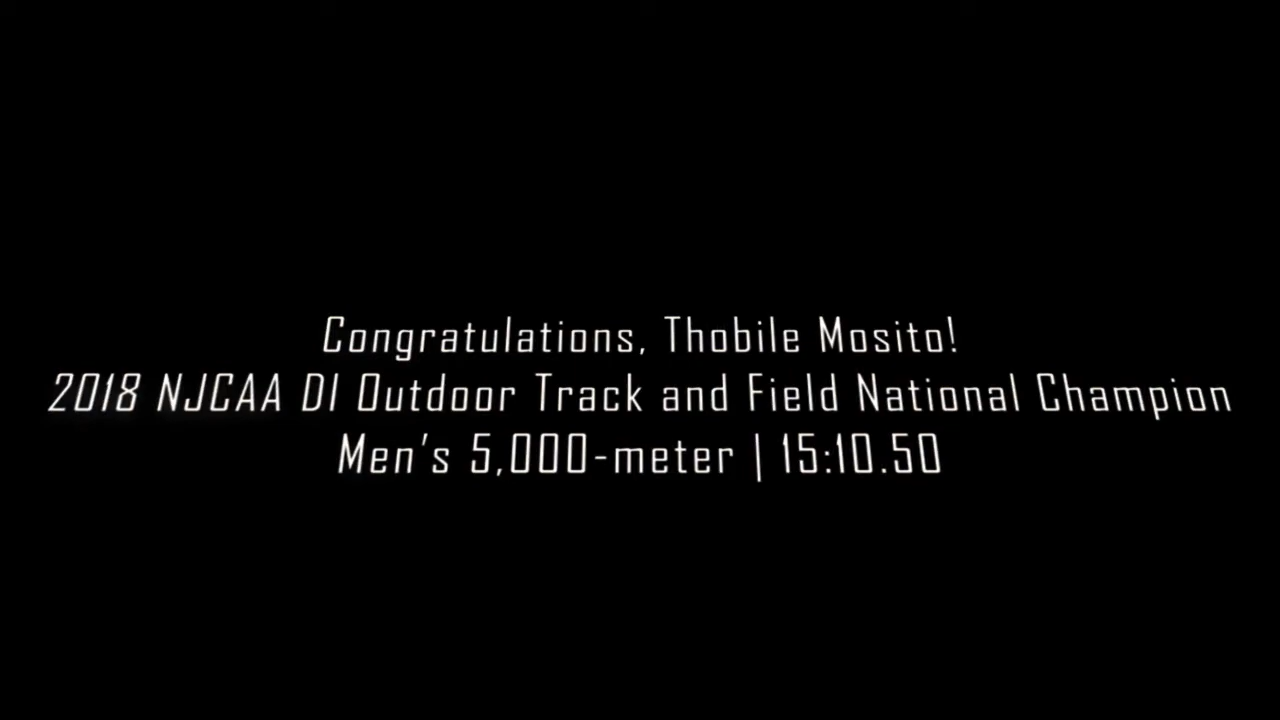 Congratulations, Thobile Mosito!
2018 NJCAA DI Outdoor Track and Field National Champion
Men's 5,000-meter | 15:10.50